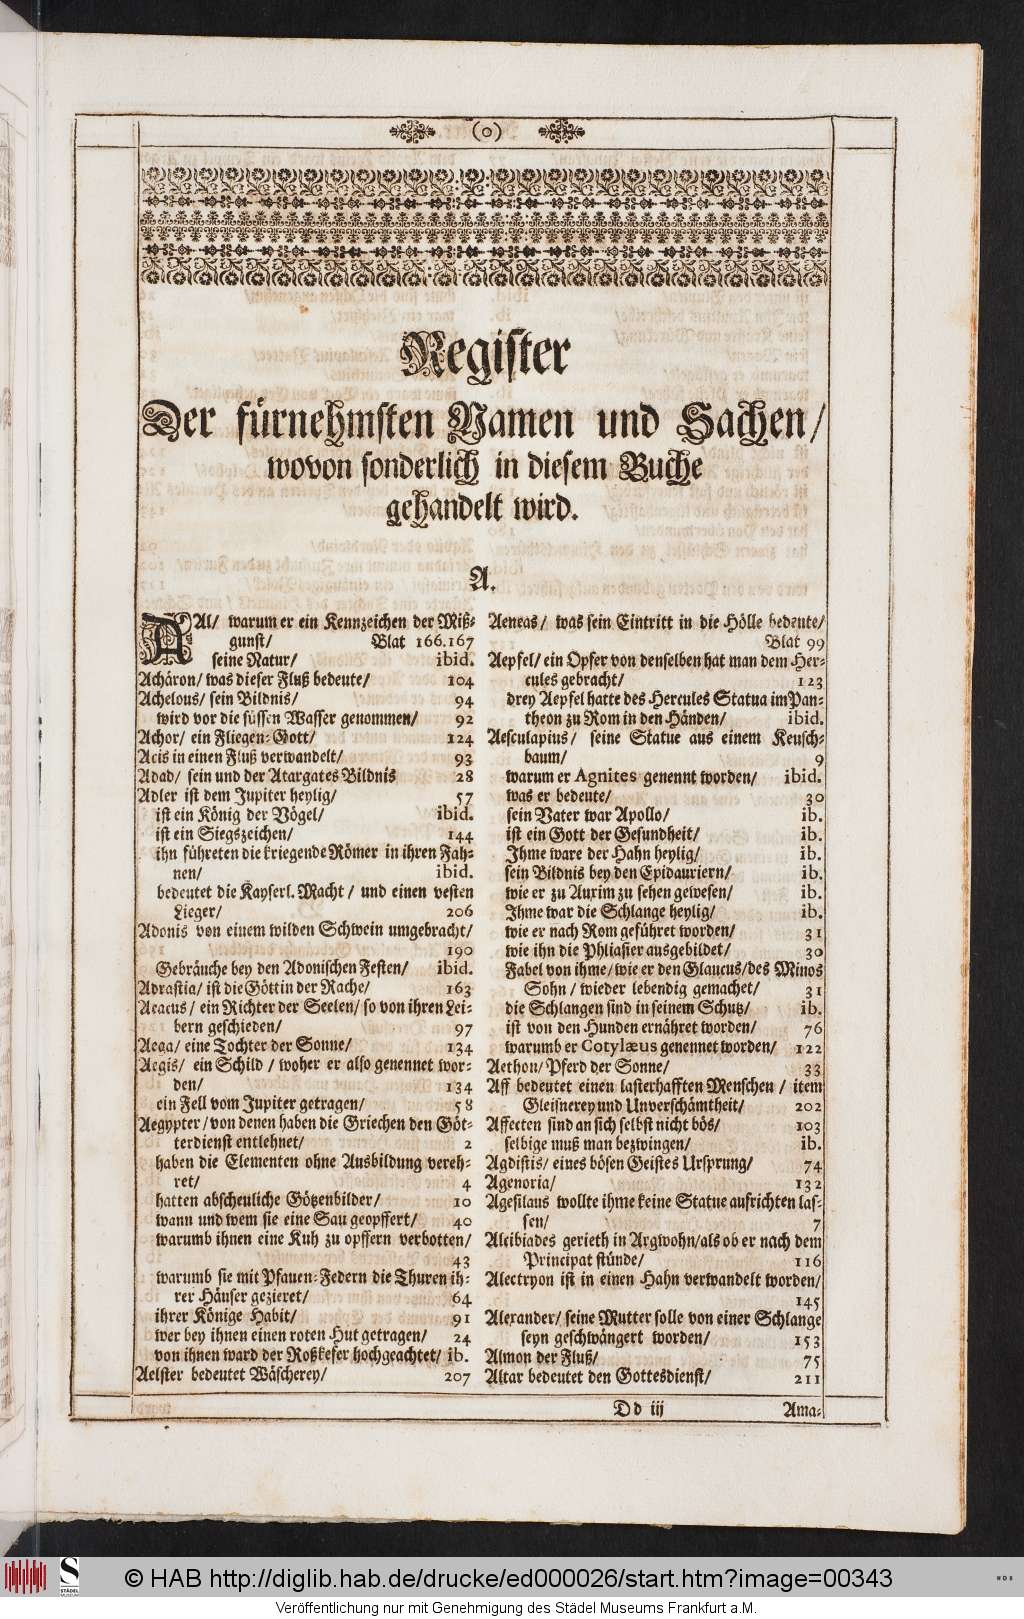 (o)
Register
Der fürnehmsten Namen und Sachen/
wovon sonderlich in diesem Buche
gehandelt wird.
A.
AAl/ warum er ein Kennzeichen der Miß-
gunst/ Blat 166.167
seine Natur/ ibid.
Achäron/ was dieser Fluß bedeute/ 104
Achelous/ sein Bildnis/ 94
wird vor die süssen Wasser genommen/ 92
Achor/ ein Fliegen-Gott/ 124
Acis in einen Fluß verwandelt/ 93
Adad/ sein und der Atargates Bildnis 28
Adler ist dem Jupiter heylig/ 57
ist ein König der Vögel/ ibid.
ist ein Siegszeichen/ 144
ihn führeten die kriegende Römer in ihren Fah-
nen/ ibid.
bedeutet die Kayserl. Macht/ und einen vesten
Lieger/ 206
Adonis von einem wilden Schwein umgebracht/
190
Gebräuche bey den Adonischen Festen/ ibid.
Adrastia/ ist die Göttin der Rache/ 163
Aeacus/ ein Richter der Seelen/ so von ihren Lei-
bern geschieden/ 97
Aega/ eine Tochter der Sonne/ 134
Aegis/ ein Schild/ woher er also genennet wor-
den/ 134
ein Fell vom Jupiter getragen/ 58
Aegypter/ von denen haben die Griechen den Göt-
terdienst entlehnet/ 2
haben die Elementen ohne Ausbildung vereh-
ret/ 4
hatten abscheuliche Götzenbilder/ 10
wann und wem sie eine Sau geopffert/ 40
warumb ihnen eine Kuh zu opffern verbotten/
43
warumb sie mit Pfauen-Federn die Thuren ih-
rer Häuser gezieret/ 64
ihrer Könige Habit/ 91
wer bey ihnen einen roten Hut getragen/ 24
von ihnen ward der Roßkefer hochgeachtet/ ib.
Aelster bedeutet Wäscherey/ 207
Aeneas/ was sein Eintritt in die Hölle bedeute/
Blat 99
Aepfel/ ein Opfer von denselben hat man dem Her-
cules gebracht/ 123
drey Aepfel hatte des Hercules Statua im Pan-
theon zu Rom in den Händen/ ibid.
Aesculapius/ seine Statue aus einem Keusch-
baum/ 9
warum er Agnites genennt worden/ ibid.
was er bedeute/ 30
sein Vater war Apollo/ ib.
ist ein Gott der Gesundheit/ ib.
Ihme ware der Hahn heylig/ ib.
sein Bildnis bey den Epidauriern/ ib.
wie er zu Auxim zu sehen gewesen/ ib.
Ihme war die Schlange heylig/ ib.
wie er nach Rom geführet worden/ 31
wie ihn die Phliasier ausgebildet/ 30
Fabel von ihme/ wie er den Glaucus/ des Minos
Sohn/ wieder lebendig gemachet/ 31
die Schlangen sind in seinem Schutz/ ib.
ist von den Hunden ernähret worden/ 76
warumb er Cotylæus genennet worden/ 122
Aethon/ Pferd der Sonne/ 33
Aff bedeutet einen lasterhafften Menschen/ item
Gleisnerey und Unverschämtheit/ 202
Affecten sind an sich selbst nicht bös/ 103
selbige muß man bezwingen/ ib.
Agdistis/ eines bösen Geistes Ursprung/ 74
Agenoria/ 132
Agesilaus wollte ihme keine Statue aufrichten las-
sen/ 7
Alcibiades gerieth in Argwohn/ als ob er nach dem
Principat stünde/ 116
Alectryon ist in einen Hahn verwandelt worden/
145
Alexander/ seine Mutter solle von einer Schlange
seyn geschwängert worden/ 153
Almon der Fluß/ 75
Altar bedeutet den Gottesdienst/ 211
Dd iij Ama-
STÄDEL MUSEUM
© HAB http://diglib.hab.de/drucke/ed000026/start.htm?image=00343
WDB
Veröffentlichung nur mit Genehmigung des Städel Museums Frankfurt a.M.